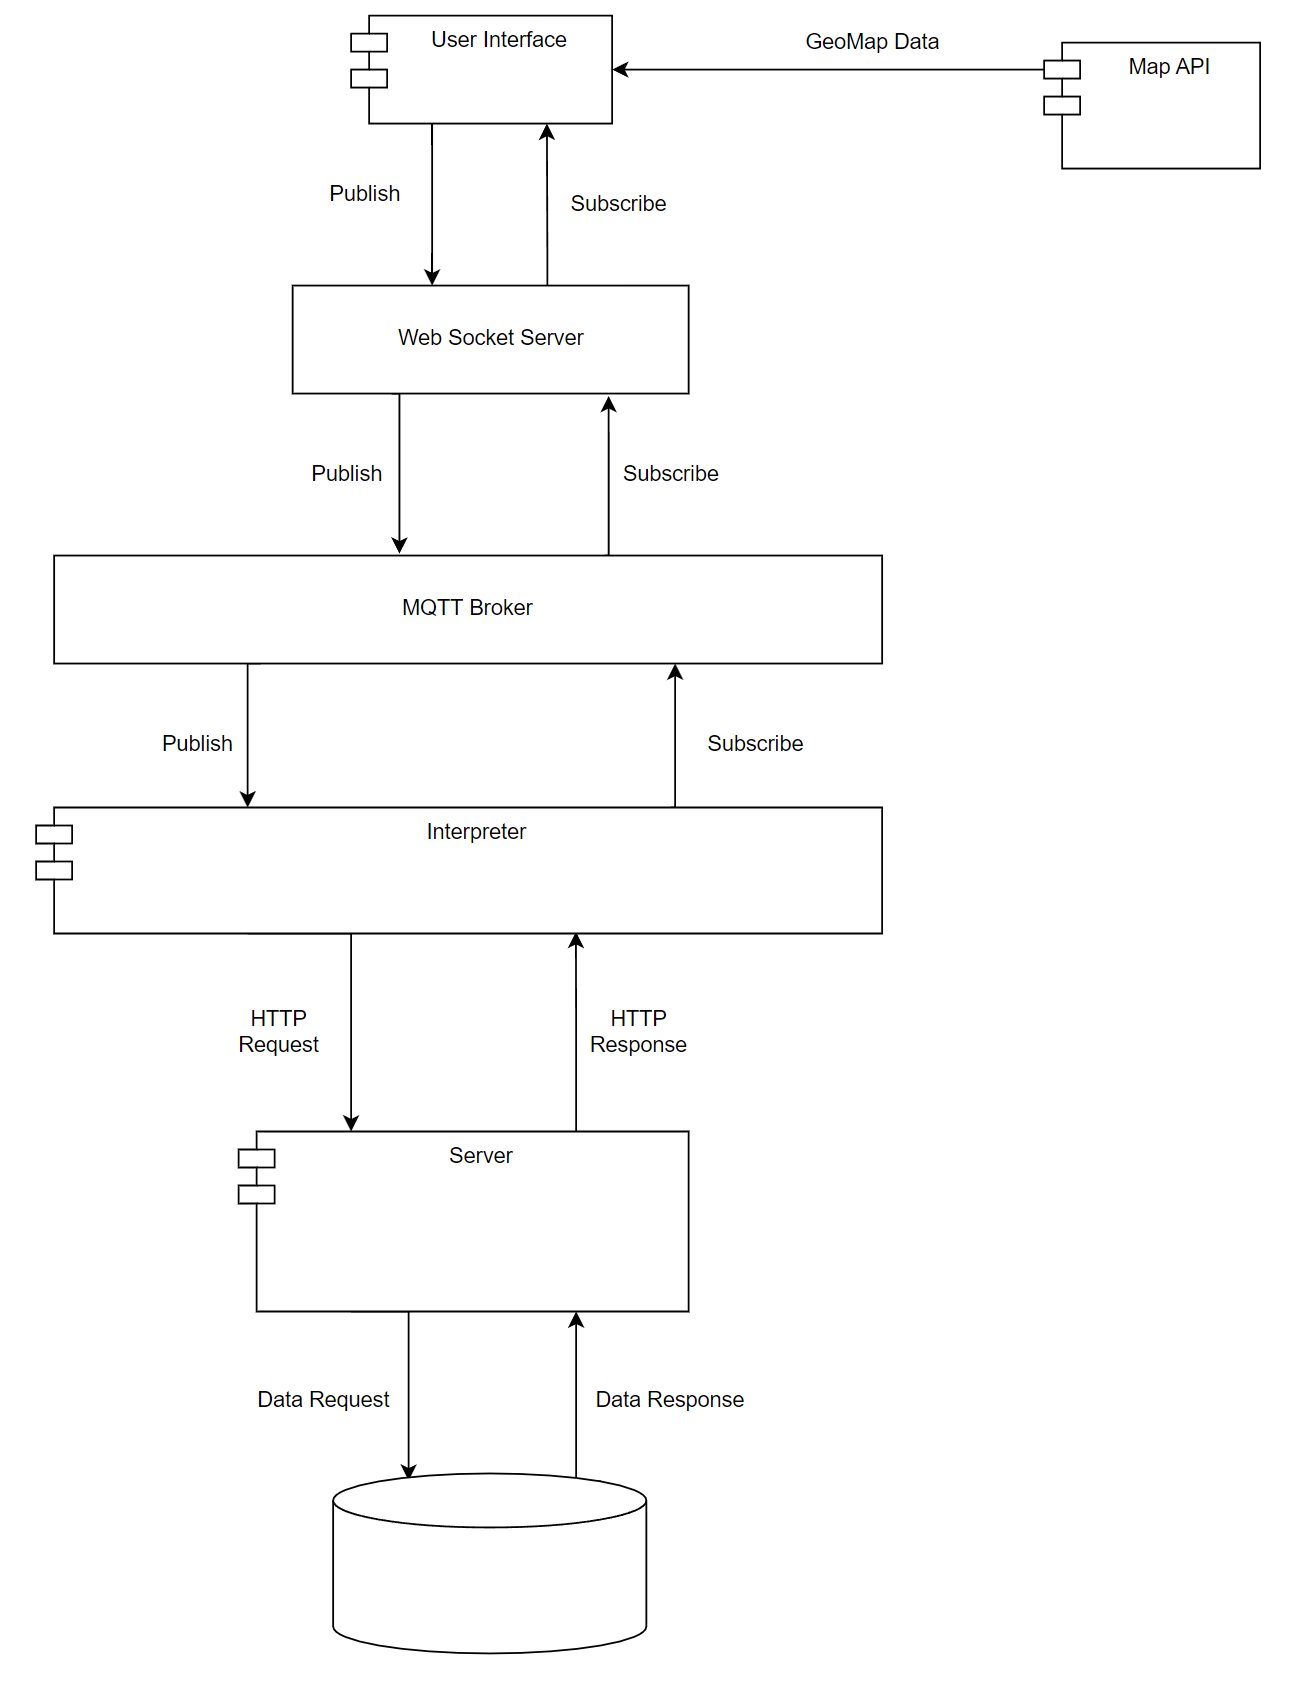 User Interface
GeoMap Data
Map API
Publish
Subscribe
Web Socket Server
Publish
Subscribe
MQTT Broker
Publish
Subscribe
Interpreter
HTTP
Request
HTTP
Response
Server
Data Request
Data Response